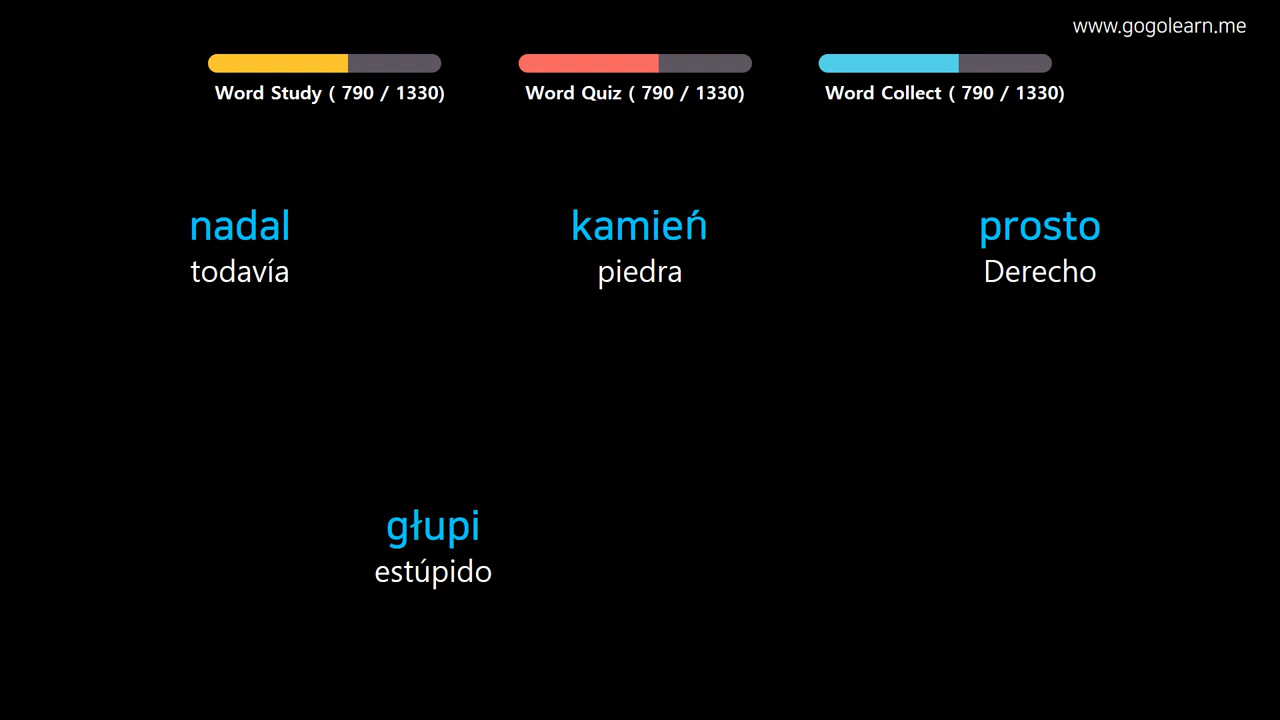 www.gogolearn.me
Word Study ( 790 / 1330)
Word Quiz ( 790 / 1330)
Word Collect ( 790 / 1330)
nadal
todavía
kamień
piedra
prosto
Derecho
głupi
estúpido